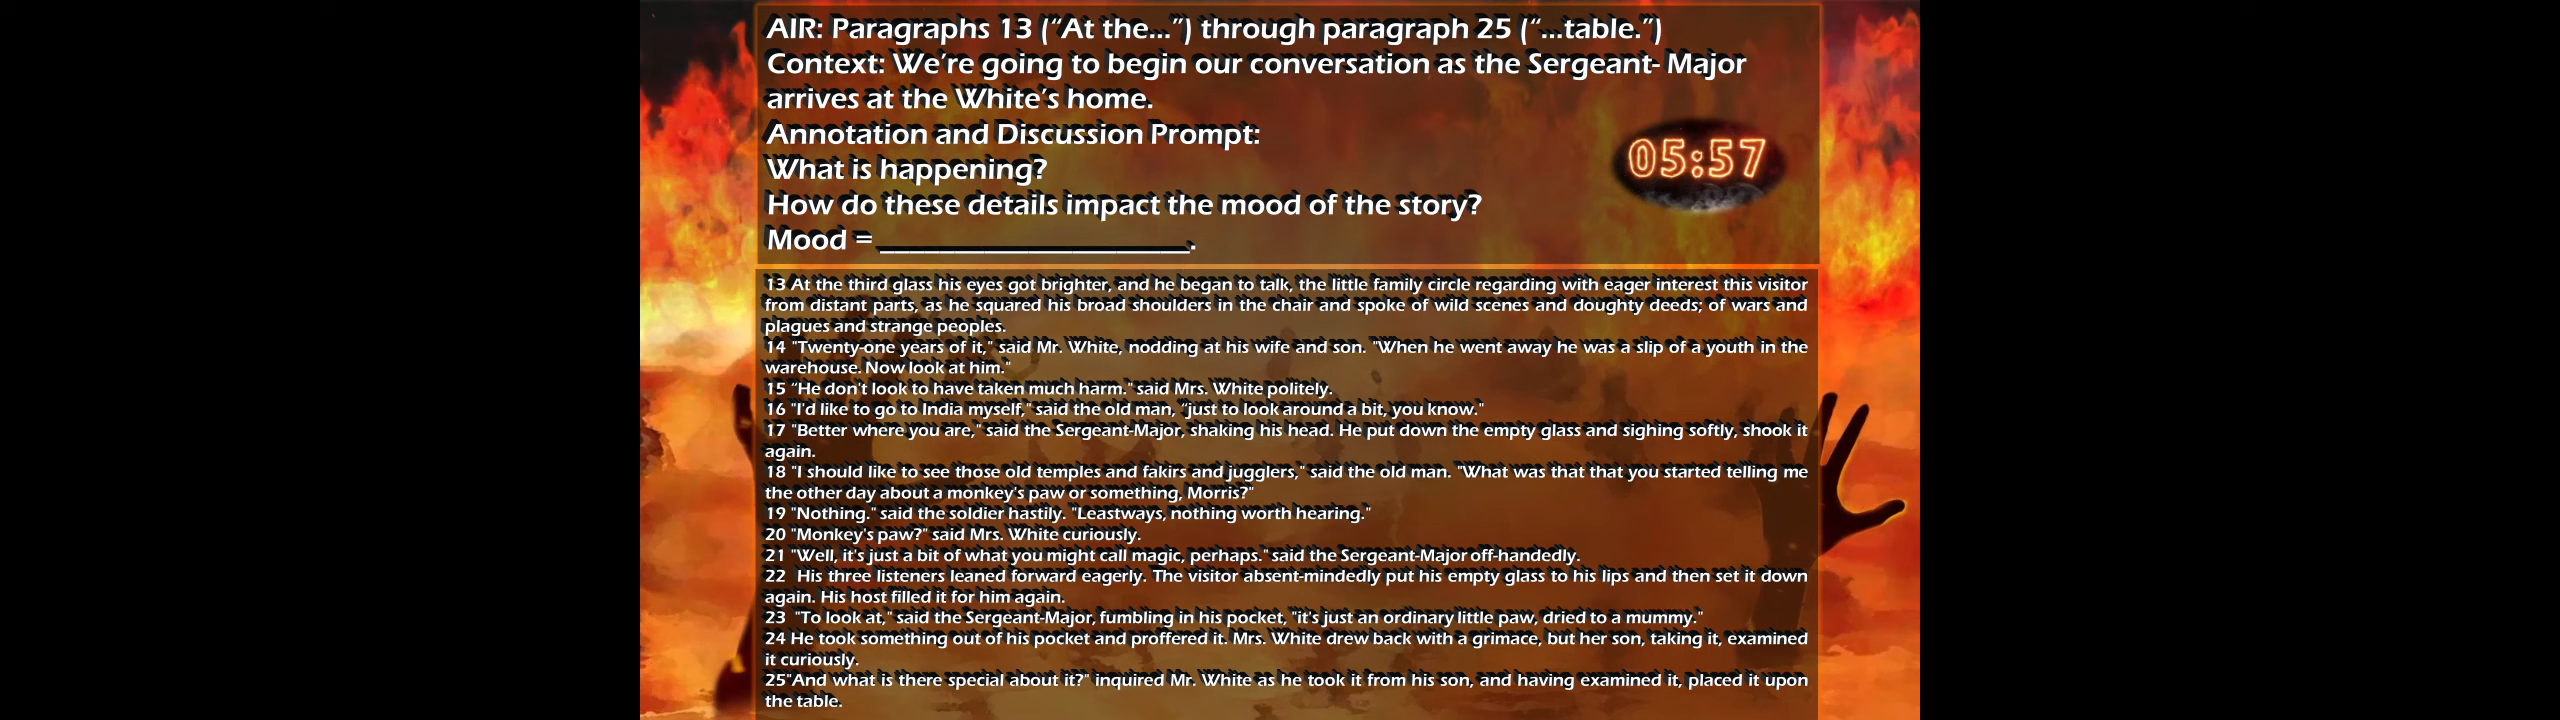 AIR: Paragraphs 13 (“At the...”) through paragraph 25 (“...table.”)
Context: We’re going to begin our conversation as the Sergeant- Major
arrives at the White’s home.
Annotation and Discussion Prompt:
What is happening?
How do these details impact the mood of the story?
Mood = ____________________.
05:57
13 At the third glass his eyes got brighter, and he began to talk, the little family circle regarding with eager interest this visitor
from distant parts, as he squared his broad shoulders in the chair and spoke of wild scenes and doughty deeds; of wars and
plagues and strange peoples.
14 "Twenty-one years of it," said Mr. White, nodding at his wife and son. "When he went away he was a slip of a youth in the
warehouse. Now look at him."
15 “He don't look to have taken much harm." said Mrs. White politely.
16 "I'd like to go to India myself," said the old man, “just to look around a bit, you know."
17 "Better where you are," said the Sergeant-Major, shaking his head. He put down the empty glass and sighing softly, shook it
again.
18 "I should like to see those old temples and fakirs and jugglers," said the old man. "What was that that you started telling me
the other day about a monkey's paw or something, Morris?"
19 "Nothing." said the soldier hastily. "Leastways, nothing worth hearing."
20 "Monkey's paw?" said Mrs. White curiously.
21 "Well, it's just a bit of what you might call magic, perhaps." said the Sergeant-Major off-handedly.
22 His three listeners leaned forward eagerly. The visitor absent-mindedly put his empty glass to his lips and then set it down
again. His host filled it for him again.
23 "To look at," said the Sergeant-Major, fumbling in his pocket, "it's just an ordinary little paw, dried to a mummy."
24 He took something out of his pocket and proffered it. Mrs. White drew back with a grimace, but her son, taking it, examined
it curiously.
25"And what is there special about it?" inquired Mr. White as he took it from his son, and having examined it, placed it upon
the table.